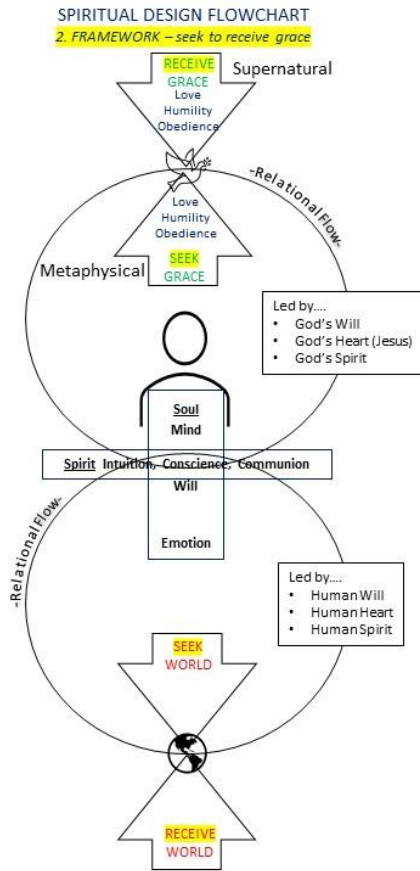 SPIRITUAL DESIGN FLOWCHART
2. FRAMEWORK – seek to receive grace
RECEIVE
GRACE
Supernatural
Love
Humility
Obedience
-Relational Flow-
Love
Humility
Obedience
SEEK
GRACE
Metaphysical
Led by....
• God's Will
• God's Heart (Jesus)
• God's Spirit
Soul
Mind
Spirit Intuition, Conscience, Communion
Will
Emotion
-Relational Flow-
Led by....
• Human Will
• Human Heart
• Human Spirit
SEEK
WORLD
RECEIVE
WORLD